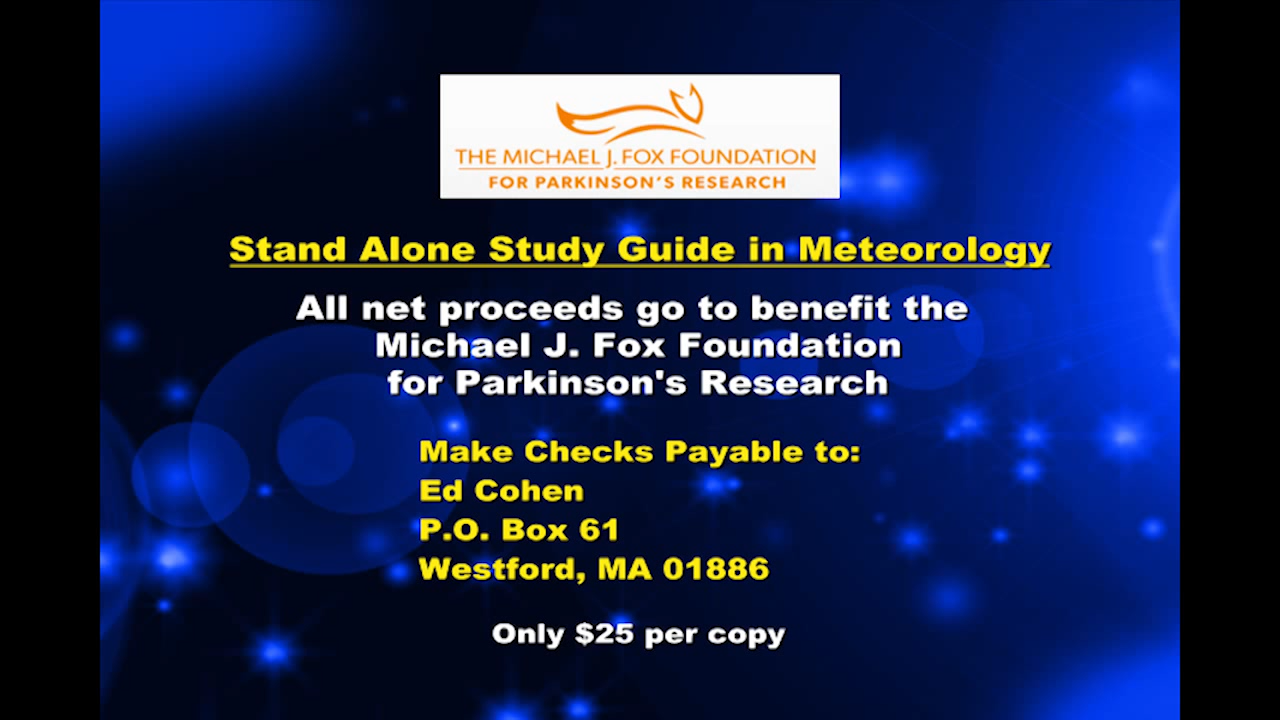 THE MICHAEL J. FOX FOUNDATION
FOR PARKINSON'S RESEARCH
Stand Alone Study Guide in Meteorology
All net proceeds go to benefit the
Michael J. Fox Foundation
for Parkinson's Research
Make Checks Payable to:
Ed Cohen
P.O. Box 61
Westford, MA 01886
Only $25 per copy